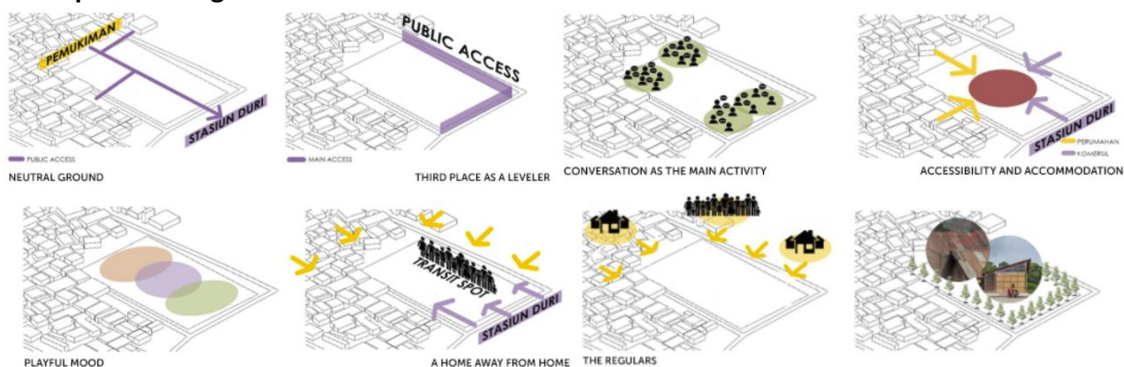 PEMUKIMAN
STASIUN DURI
PUBLIC ACCESS
NEUTRAL GROUND
PUBLIC ACCESS
MAIN ACCESS
THIRD PLACE AS A LEVELER
CONVERSATION AS THE MAIN ACTIVITY
STASIUN DURI
PERUMAHAN
KOMERSIL
ACCESSIBILITY AND ACCOMMODATION
PLAYFUL MOOD
TRANSIT SPOT
STASIUN DURI
A HOME AWAY FROM HOME
THE REGULARS